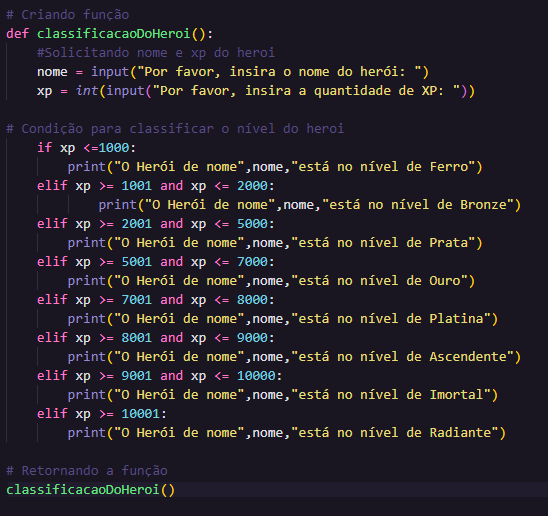 # Criando função
def classificacaoDoHeroi():
    #Solicitando nome e xp do heroi
    nome = input("Por favor, insira o nome do herói: ")
    xp = int(input("Por favor, insira a quantidade de XP: "))
# Condição para classificar o nível do heroi
    if xp <=1000:
        print("O Herói de nome",nome,"está no nível de Ferro")
    elif xp >= 1001 and xp <= 2000:
            print("O Herói de nome",nome,"está no nível de Bronze")
    elif xp >= 2001 and xp <= 5000:
        print("O Herói de nome",nome,"está no nível de Prata")
    elif xp >= 5001 and xp <= 7000:
        print("O Herói de nome",nome,"está no nível de Ouro")
    elif xp >= 7001 and xp <= 8000:
        print("O Herói de nome",nome,"está no nível de Platina")
    elif xp >= 8001 and xp <= 9000:
        print("O Herói de nome",nome,"está no nível de Ascendente")
    elif xp >= 9001 and xp <= 10000:
        print("O Herói de nome",nome,"está no nível de Imortal")
    elif xp >= 10001:
        print("O Herói de nome",nome,"está no nível de Radiante")
# Retornando a função
classificacaoDoHeroi()